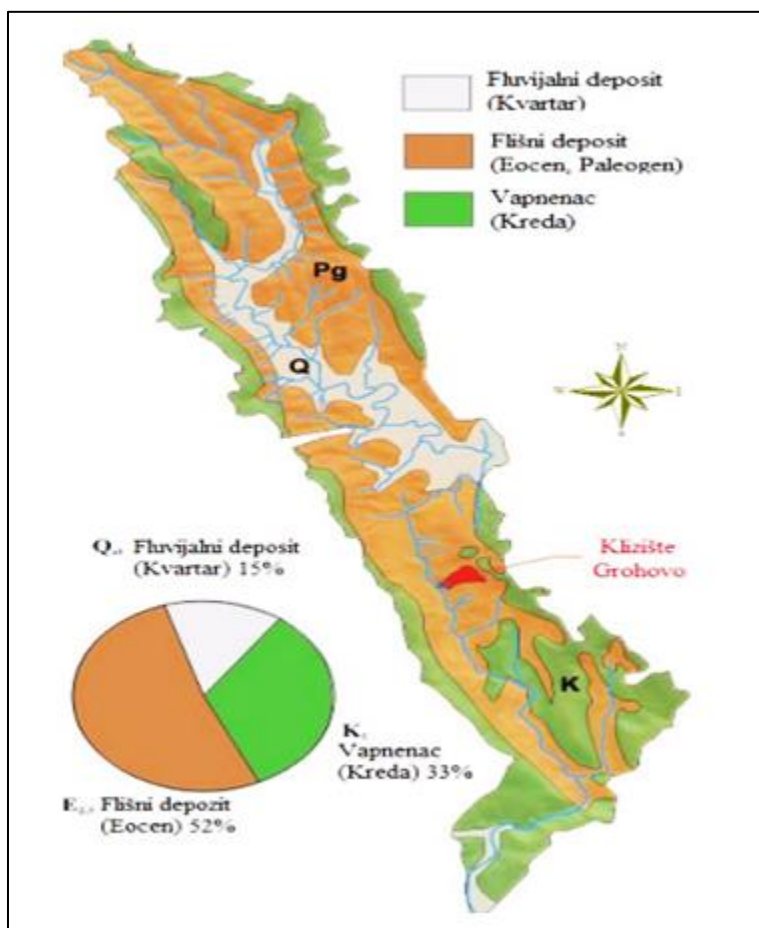 Fluvijalni deposit
(Kvartar)
Flišni deposit
(Eocen, Paleogen)
Vapnenac
(Kreda)
Pg
Q
N
W
E
S
Q.. Fluvijalni deposit
(Kvartar) 15%
Klizište
Grohovo
K
K.
Vapnenac
(Kreda) 33%
E... Flišni depozit
(Eocen) 52%